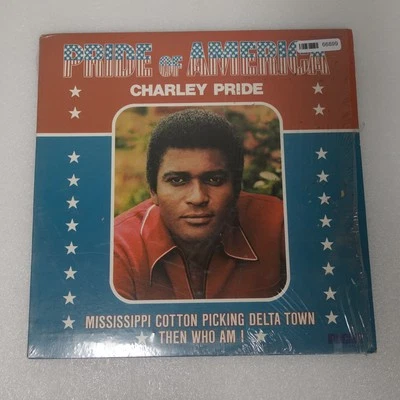 PRIDE OF AMERICA
CHARLEY PRIDE
MISSISSIPPI COTTON PICKING DELTA TOWN
THEN WHO AM I